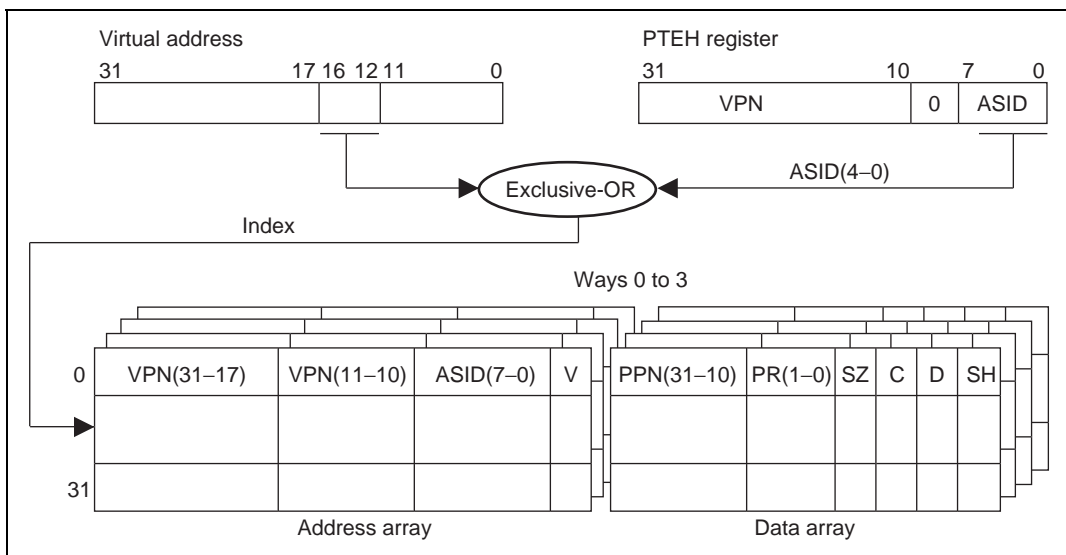 Virtual address
PTEH register
31 17 16 12 11 0
31 10 7 0
VPN 0 ASID
Exclusive-OR
ASID(4–0)
Index
Ways 0 to 3
0 VPN(31–17) VPN(11–10) ASID(7–0) V PPN(31–10) PR(1–0) SZ C D SH
31
Address array
Data array